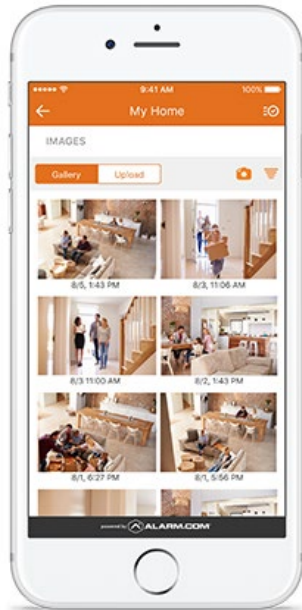 9:41 AM 100%
My Home
IMAGES
Gallery Upload
8/5, 1:43 PM 8/3, 11:06 AM
8/3 11:00 AM 8/2, 1:43 PM
8/1, 6:27 PM 8/1, 5:56 PM
powered by ALARM.COM